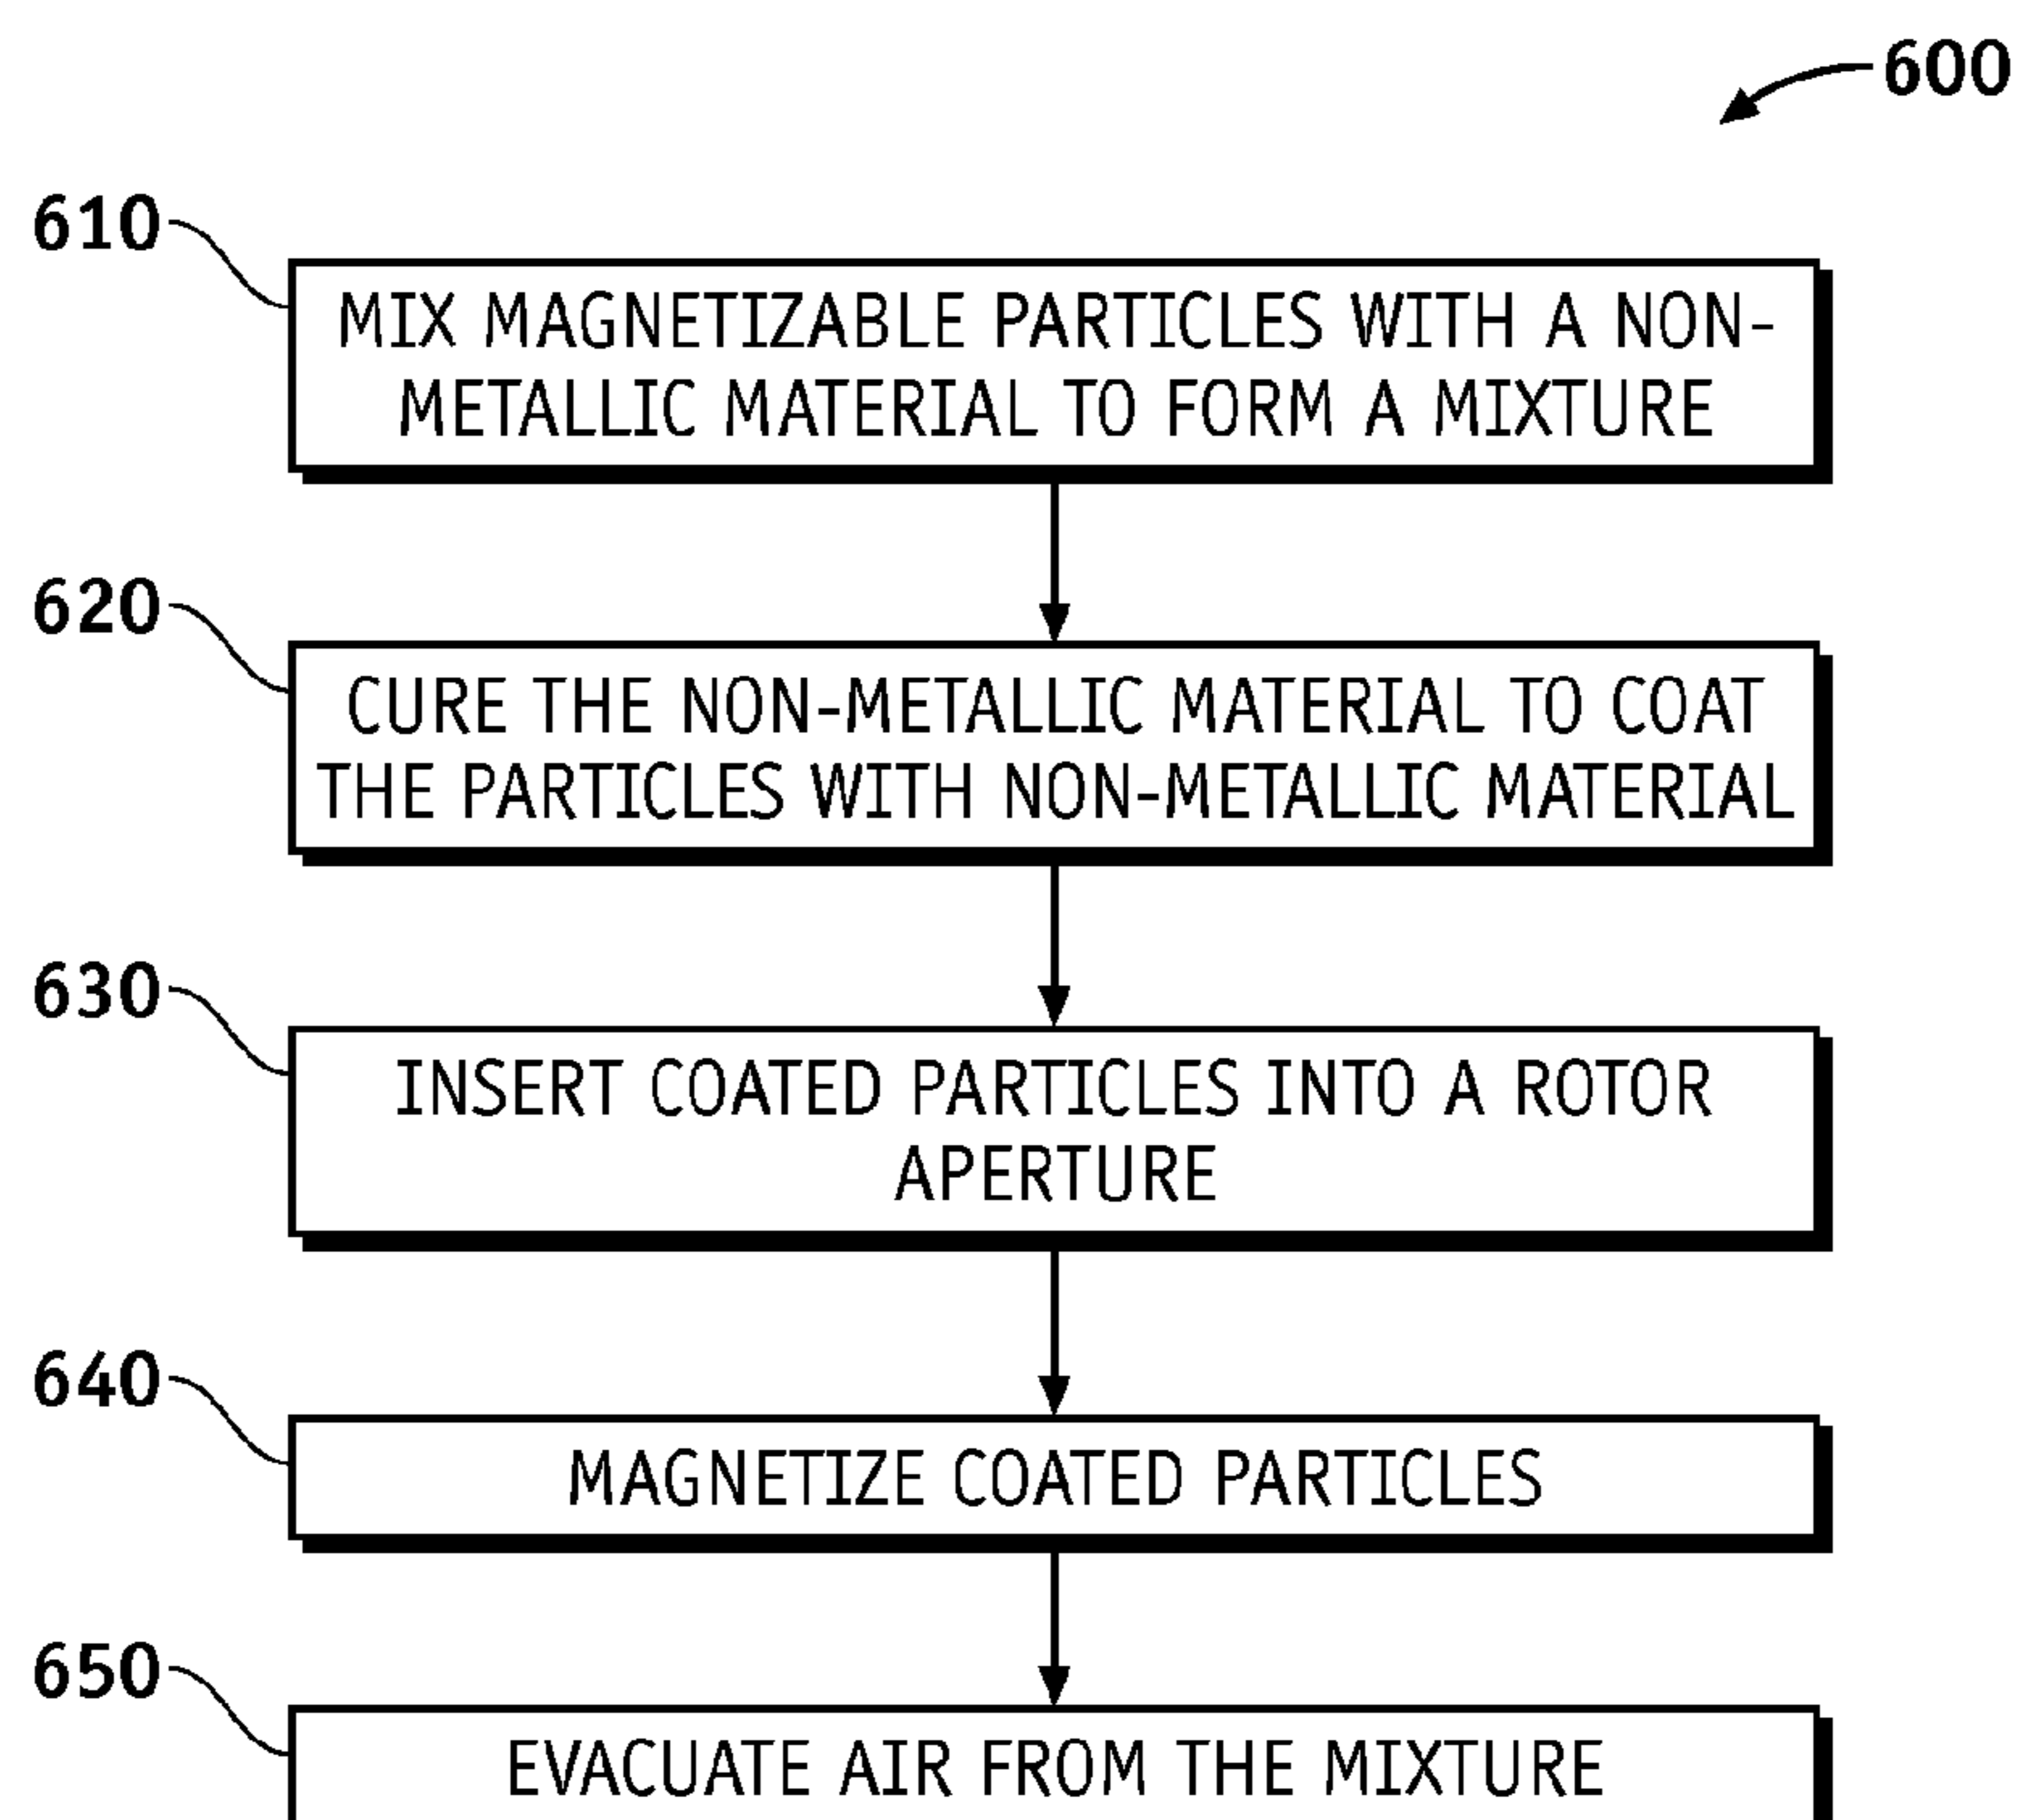 600
610
MIX MAGNETIZABLE PARTICLES WITH A NON-
METALLIC MATERIAL TO FORM A MIXTURE
620
CURE THE NON-METALLIC MATERIAL TO COAT
THE PARTICLES WITH NON-METALLIC MATERIAL
630
INSERT COATED PARTICLES INTO A ROTOR
APERTURE
640
MAGNETIZE COATED PARTICLES
650
EVACUATE AIR FROM THE MIXTURE